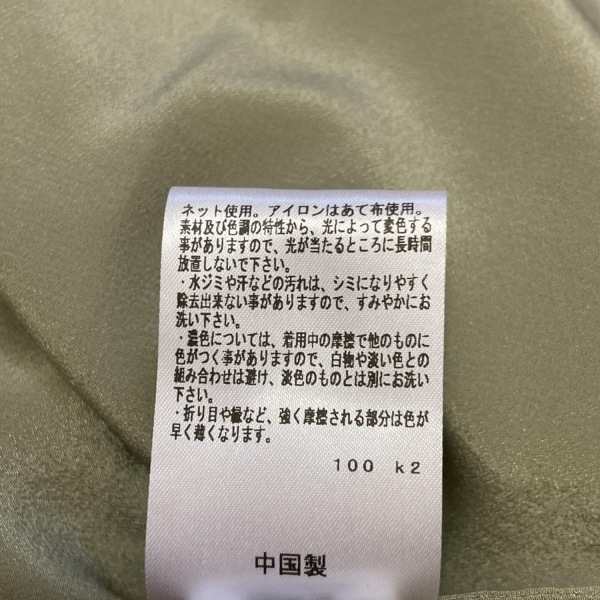 ネット使用。アイロンはあて布使用。
素材及び色調の特性から、光によって変色する
事がありますので、光が当たるところに長時間
放置しないで下さい。
・水ジミや汗などの汚れは、シミになりやすく
除去出来ない事がありますので、すみやかにお
洗い下さい。
・濃色については、着用中の摩擦で他のものに
色がつく事がありますので、白物や淡い色との
組み合わせは避け、淡色のものとは別にお洗い
下さい。
・折り目や縁など、強く摩擦される部分は色が
早く薄くなります。
100 k2
中国製